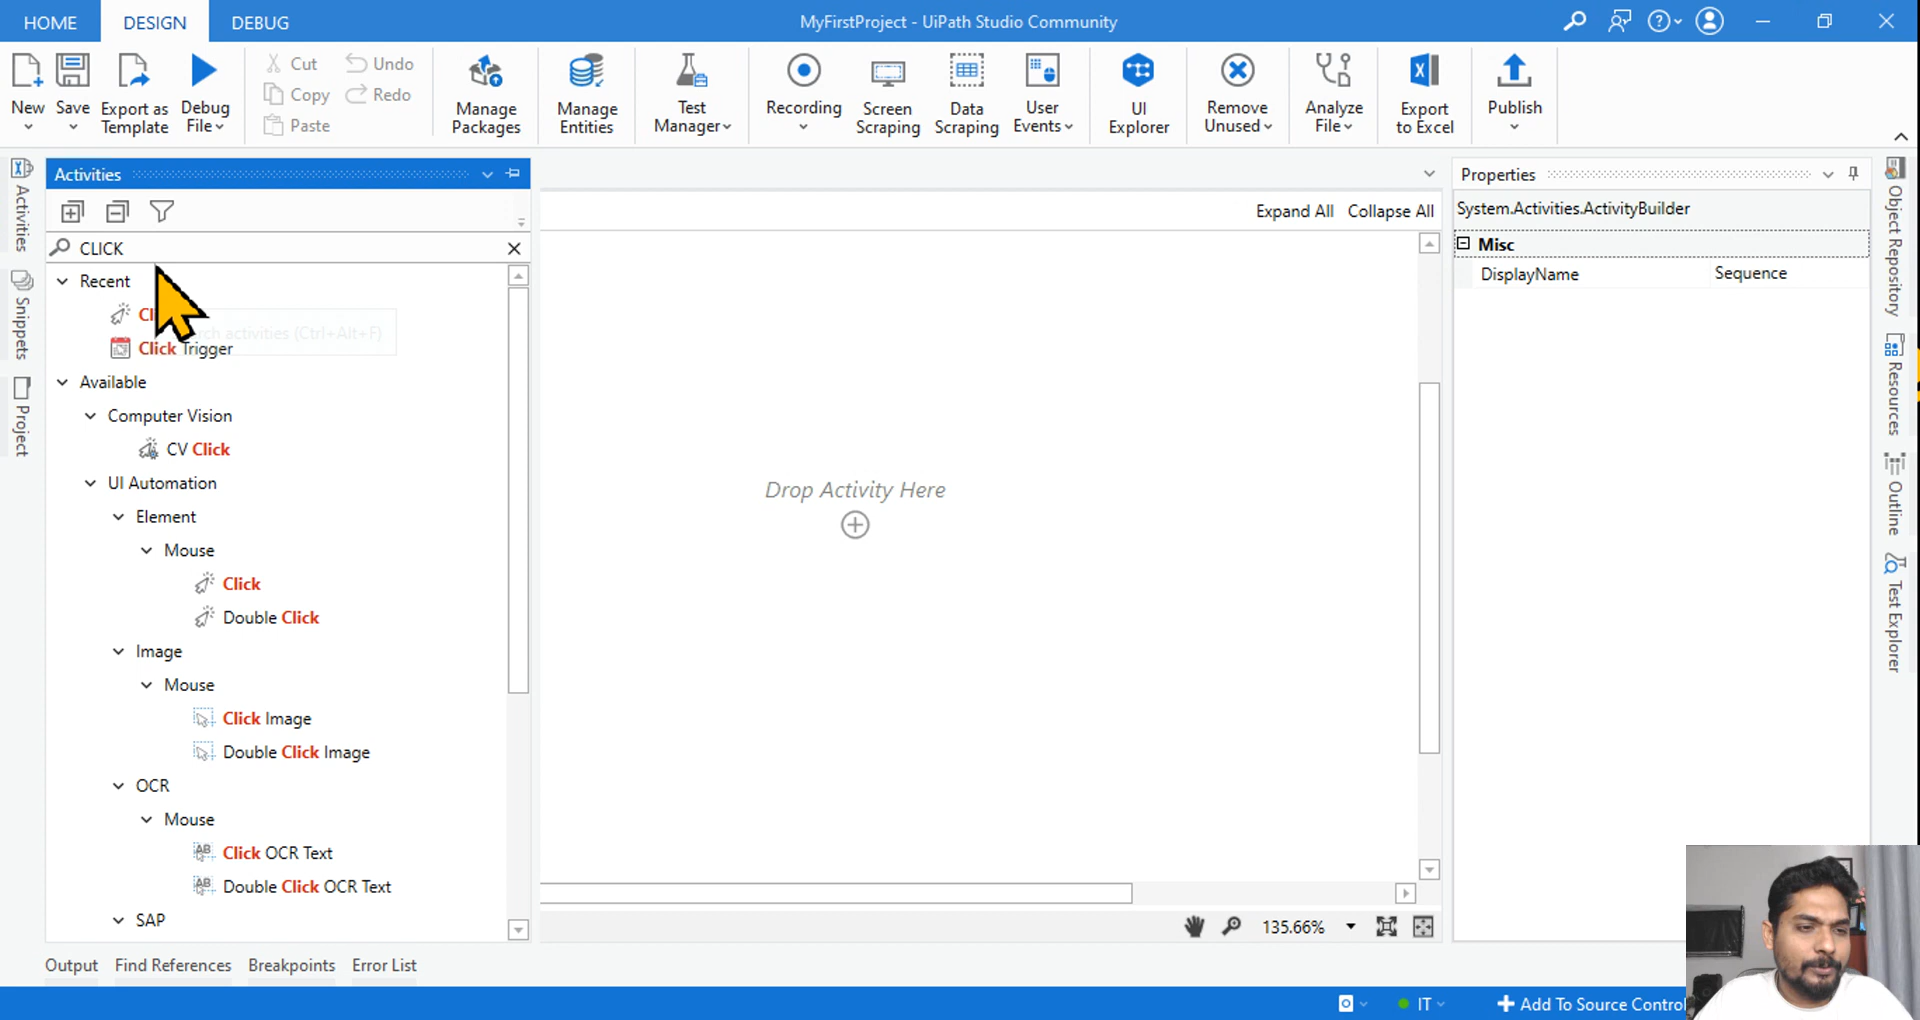 HOME DESIGN DEBUG MyFirstProject - UiPath Studio Community
New
Save
Export as Template
Debug File
Cut
Copy
Paste
Undo
Redo
Manage Packages
Manage Entities
Test Manager
Recording
Screen Scraping
Data Scraping
User Events
UI Explorer
Remove Unused
Analyze File
Export to Excel
Publish
Activities
Snippets
Project
Activities
CLICK
Recent
Click Trigger
Available
Computer Vision
CV Click
UI Automation
Element
Mouse
Click
Double Click
Image
Mouse
Click Image
Double Click Image
OCR
Mouse
Click OCR Text
Double Click OCR Text
SAP
Expand All Collapse All
Drop Activity Here
135.66%
Properties
System.Activities.ActivityBuilder
Misc
DisplayName Sequence
Object Repository
Resources
Outline
Test Explorer
Output Find References Breakpoints Error List
IT
activities (Ctrl+Alt+F)